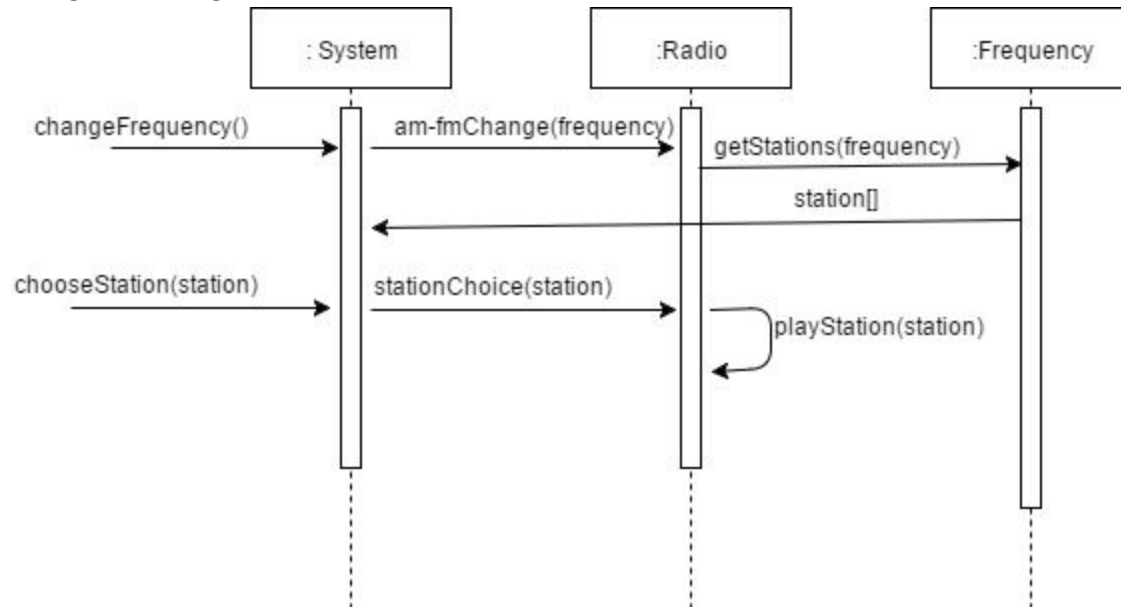 : System
:Radio
:Frequency
changeFrequency()
am-fmChange(frequency)
getStations(frequency)
station[]
chooseStation(station)
stationChoice(station)
playStation(station)